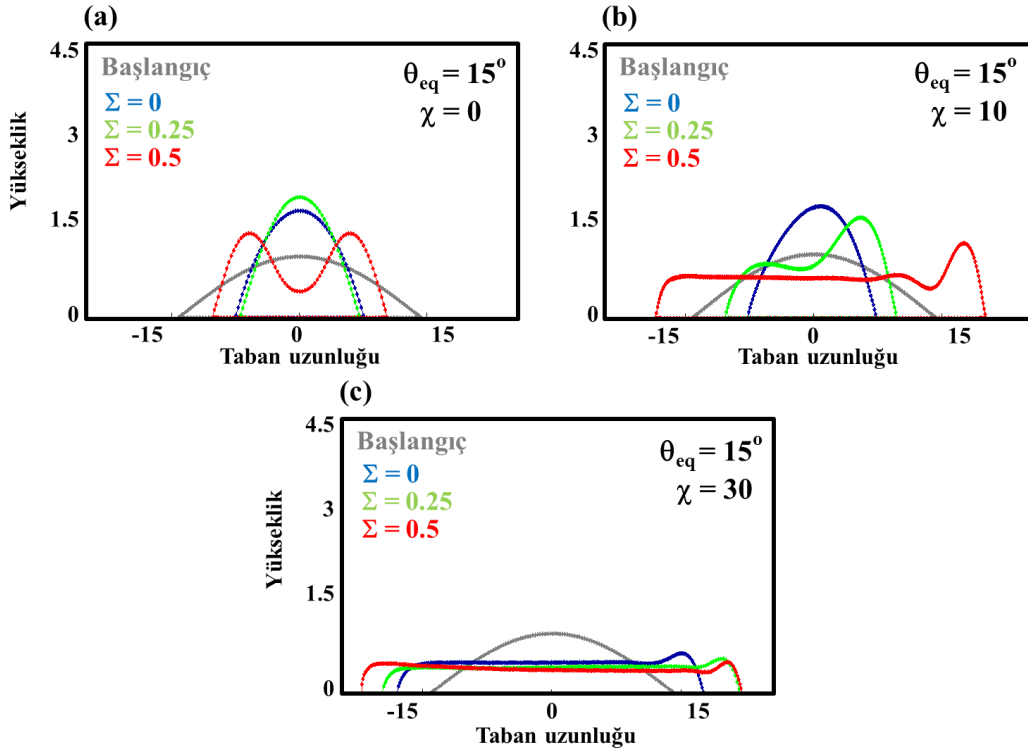 (a)
4.5
3
1.5
0
Yükseklik
Başlangıç
Σ = 0
Σ = 0.25
Σ = 0.5
θeq = 15o
χ = 0
-15 0 15
Taban uzunluğu
(b)
4.5
3
1.5
0
Başlangıç
Σ = 0
Σ = 0.25
Σ = 0.5
θeq = 15o
χ = 10
-15 0 15
Taban uzunluğu
(c)
4.5
3
1.5
0
Yükseklik
Başlangıç
Σ = 0
Σ = 0.25
Σ = 0.5
θeq = 15o
χ = 30
-15 0 15
Taban uzunluğu